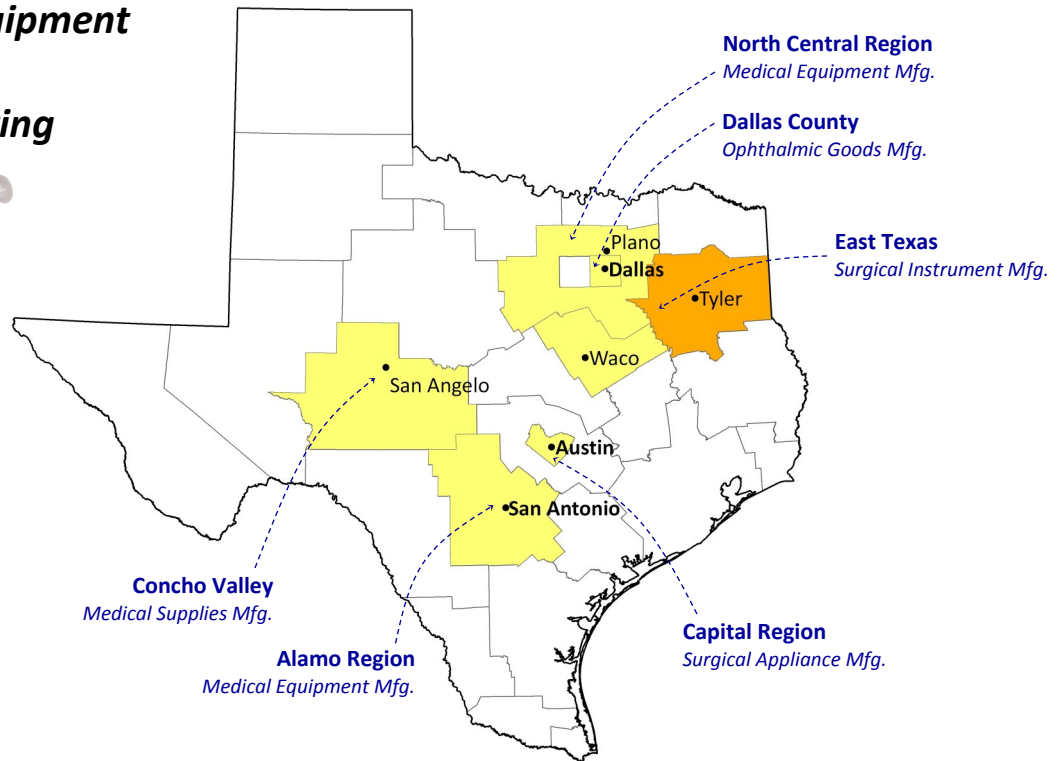 uipment
ing
North Central Region
Medical Equipment Mfg.
Dallas County
Ophthalmic Goods Mfg.
East Texas
Surgical Instrument Mfg.
Plano
Dallas
Tyler
Waco
San Angelo
Austin
San Antonio
Concho Valley
Medical Supplies Mfg.
Alamo Region
Medical Equipment Mfg.
Capital Region
Surgical Appliance Mfg.